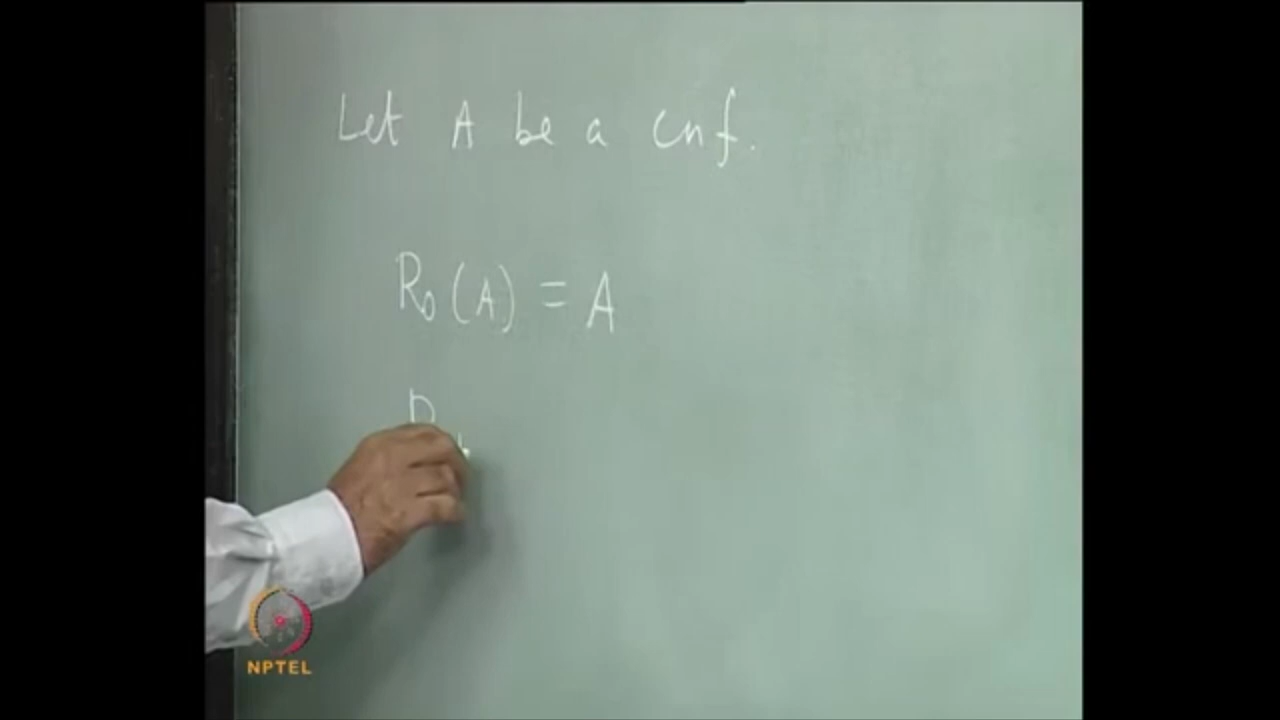 Let A be a cnf.
R₀(A) = A
NPTEL